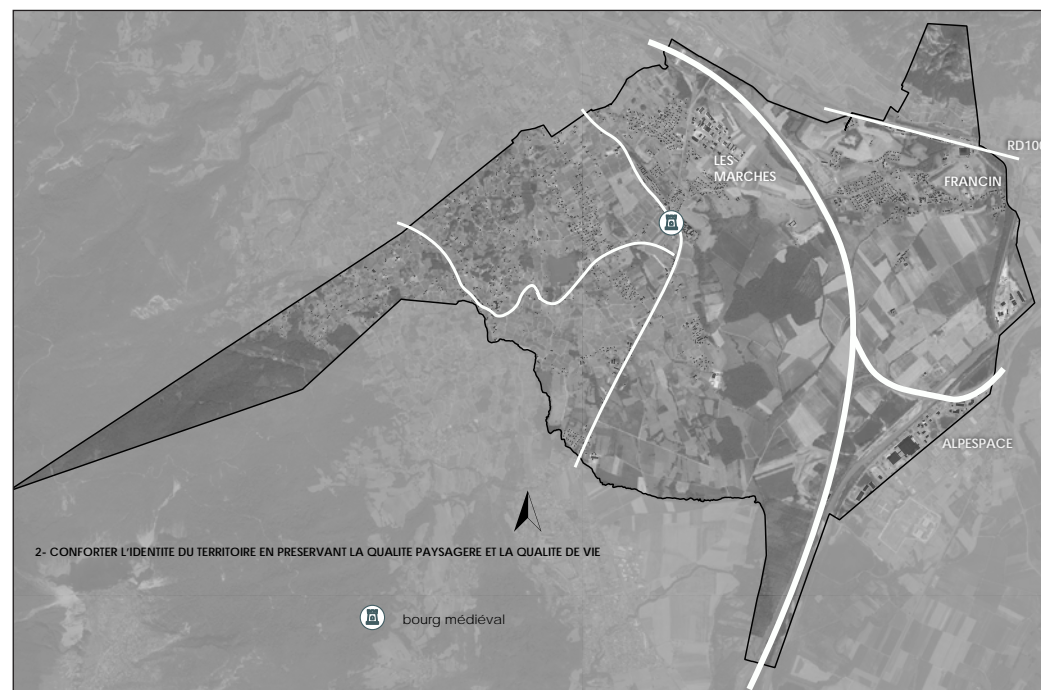 RD100
LES
MARCHES
FRANCIN
ALPESPACE
2- CONFORTER L'IDENTITE DU TERRITOIRE EN PRESERVANT LA QUALITE PAYSAGERE ET LA QUALITE DE VIE
bourg médiéval